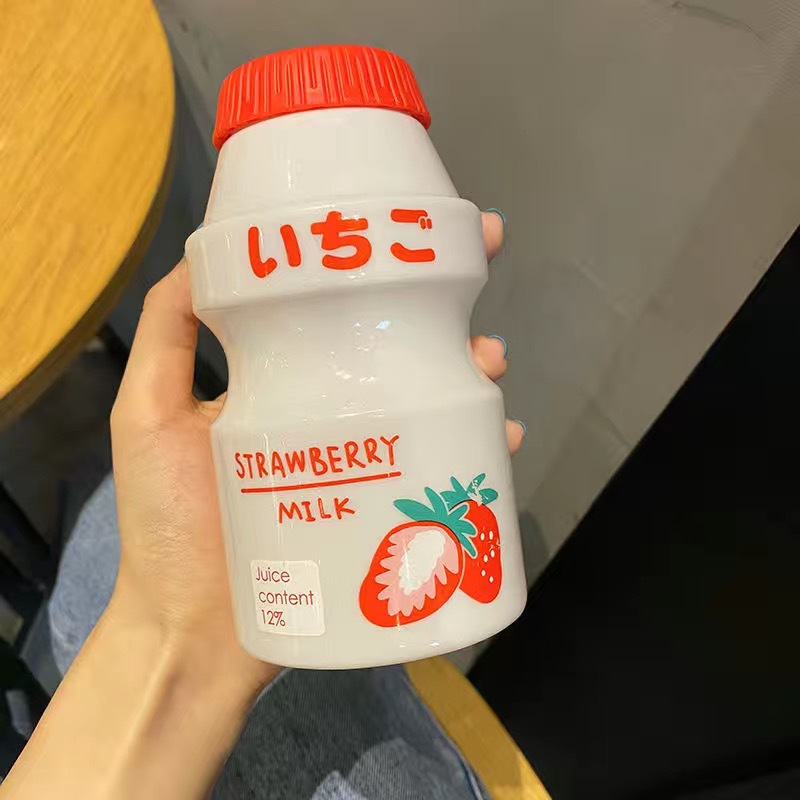 いちご
STRAWBERRY
MILK
Juice
content
12%